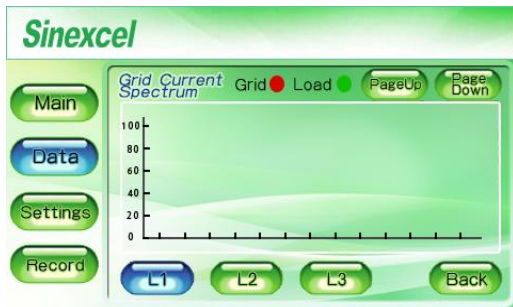 Sinexcel
Main
Data
Settings
Record
Grid Current
Spectrum
Grid Load
PageUp
Page
Down
100
80
60
40
20
0
L1 L2 L3 Back